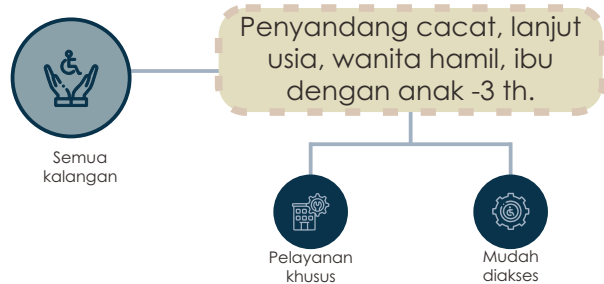 Penyandang cacat, lanjut
usia, wanita hamil, ibu
dengan anak -3 th.
Semua
kalangan
Pelayanan
khusus
Mudah
diakses